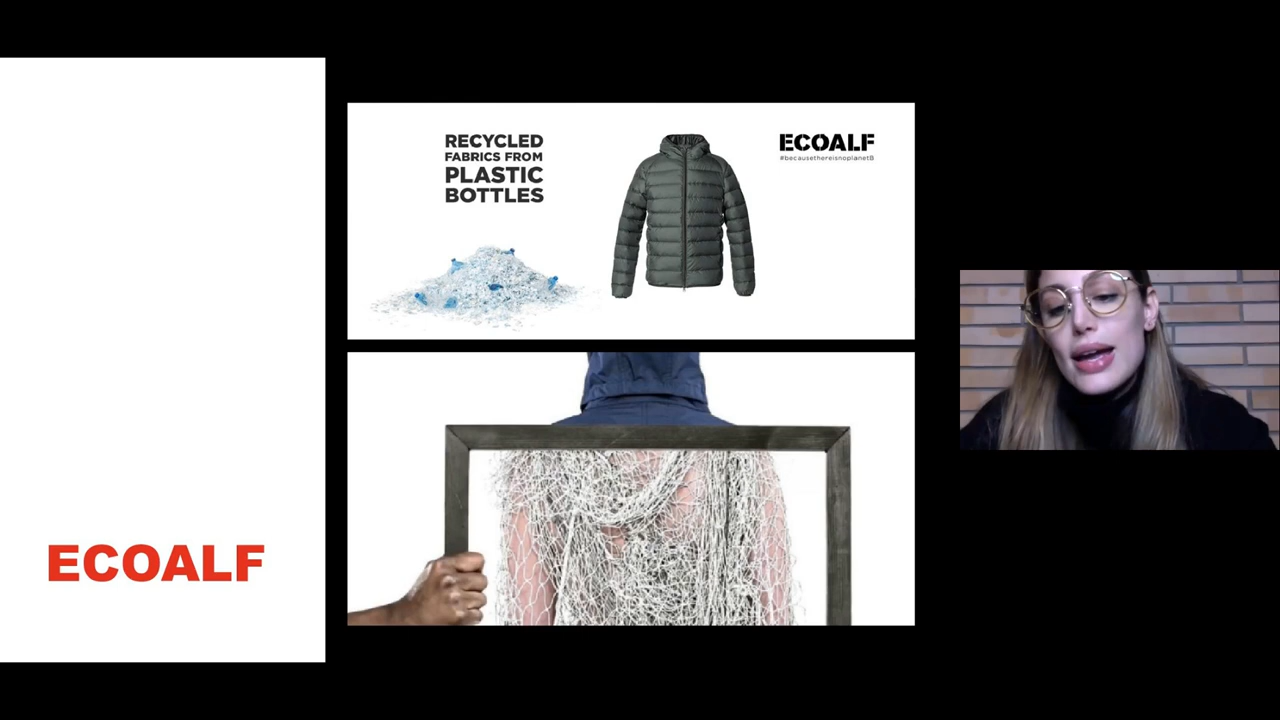 RECYCLED
FABRICS FROM
PLASTIC
BOTTLES
ECOALF
#becausethereisnoplanetB
ECOALF